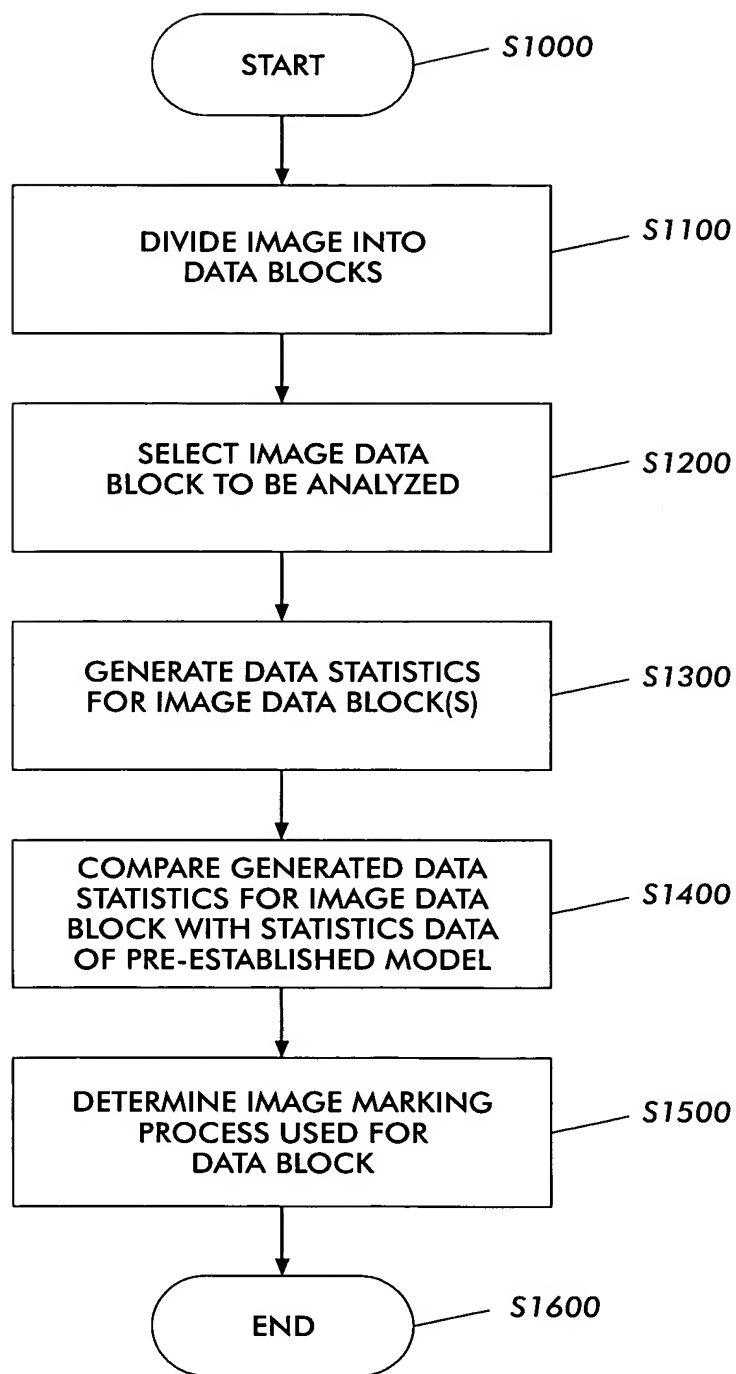 START
S1000
DIVIDE IMAGE INTO
DATA BLOCKS
S1100
SELECT IMAGE DATA
BLOCK TO BE ANALYZED
S1200
GENERATE DATA STATISTICS
FOR IMAGE DATA BLOCK(S)
S1300
COMPARE GENERATED DATA
STATISTICS FOR IMAGE DATA
BLOCK WITH STATISTICS DATA
OF PRE-ESTABLISHED MODEL
S1400
DETERMINE IMAGE MARKING
PROCESS USED FOR
DATA BLOCK
S1500
END
S1600